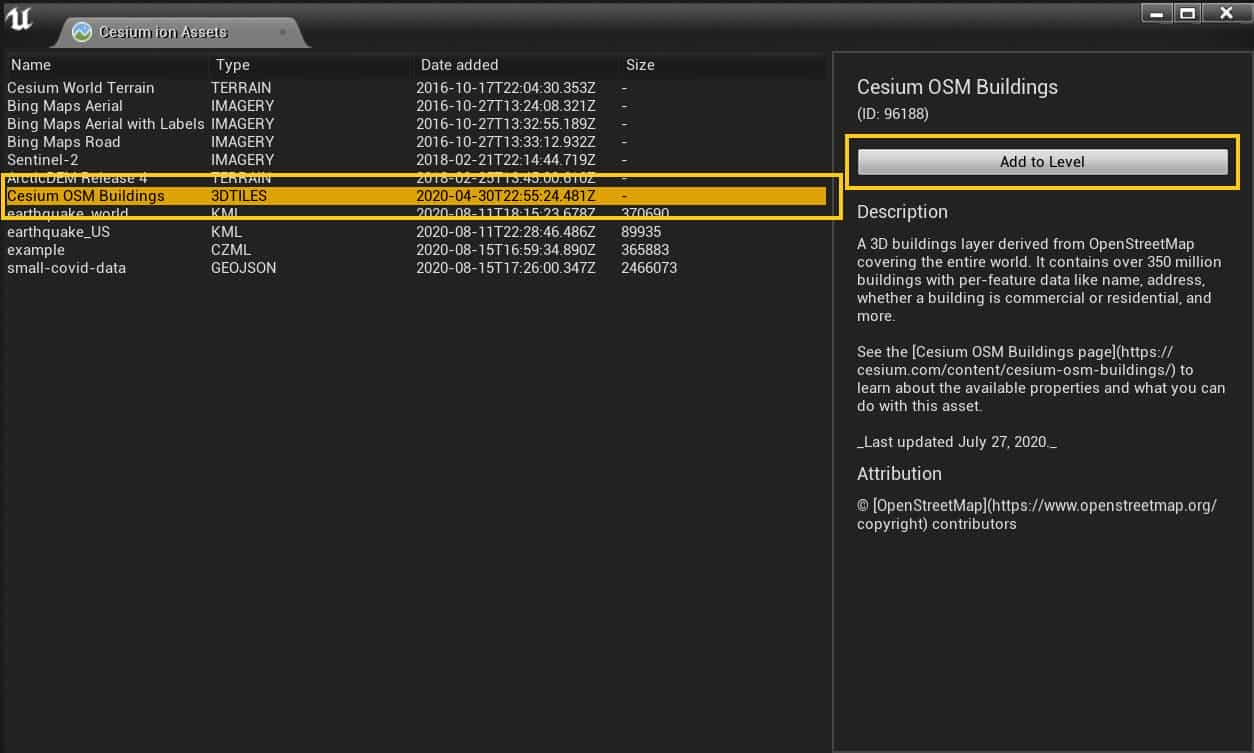 Cesium ion Assets
Name Type Date added Size
Cesium World Terrain TERRAIN 2016-10-17T22:04:30.353Z -
Bing Maps Aerial IMAGERY 2016-10-27T13:24:08.321Z -
Bing Maps Aerial with Labels IMAGERY 2016-10-27T13:32:55.189Z -
Bing Maps Road IMAGERY 2016-10-27T13:33:12.932Z -
Sentinel-2 IMAGERY 2018-02-21T22:14:44.719Z -
ArcticDEM Release 4 TERRAIN 2018-02-25T13:45:00.610Z -
Cesium OSM Buildings 3DTILES 2020-04-30T22:55:24.481Z -
earthquake_world KML 2020-08-11T18:15:23.678Z 370690
earthquake_US KML 2020-08-11T22:28:46.486Z 89935
example CZML 2020-08-15T16:59:34.890Z 365883
small-covid-data GEOJSON 2020-08-15T17:26:00.347Z 2466073
Cesium OSM Buildings
(ID: 96188)
Add to Level
Description
A 3D buildings layer derived from OpenStreetMap
covering the entire world. It contains over 350 million
buildings with per-feature data like name, address,
whether a building is commercial or residential, and
more.
See the [Cesium OSM Buildings page](https://
cesium.com/content/cesium-osm-buildings/) to
learn about the available properties and what you can
do with this asset.
_Last updated July 27, 2020._
Attribution
© [OpenStreetMap](https://www.openstreetmap.org/
copyright) contributors